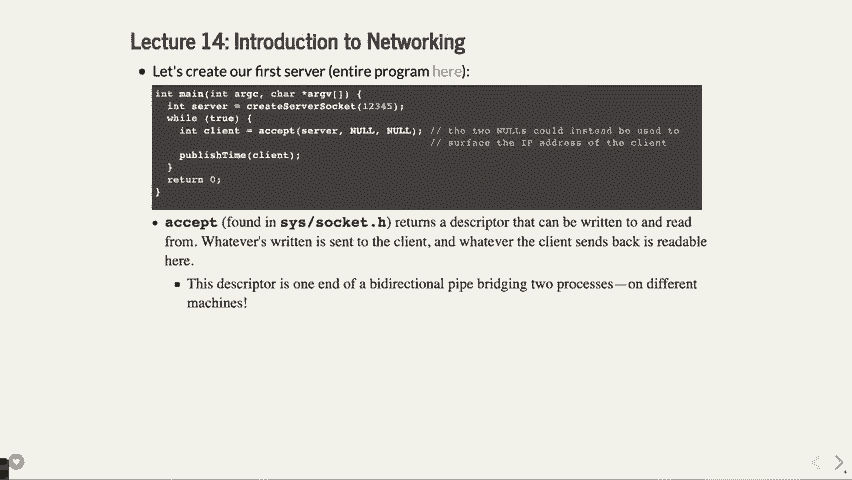 Lecture 14: Introduction to Networking
• Let's create our first server (entire program here):
int main(int argc, char *argv[]) {
  int server = createServerSocket(12345);
  while (true) {
    int client = accept(server, NULL, NULL); // the two NULLs could instead be used to
                                             // surface the IP address of the client
    publishTime(client);
  }
  return 0;
}
• accept (found in sys/socket.h) returns a descriptor that can be written to and read
from. Whatever's written is sent to the client, and whatever the client sends back is readable
here.
▪ This descriptor is one end of a bidirectional pipe bridging two processes—on different
machines!